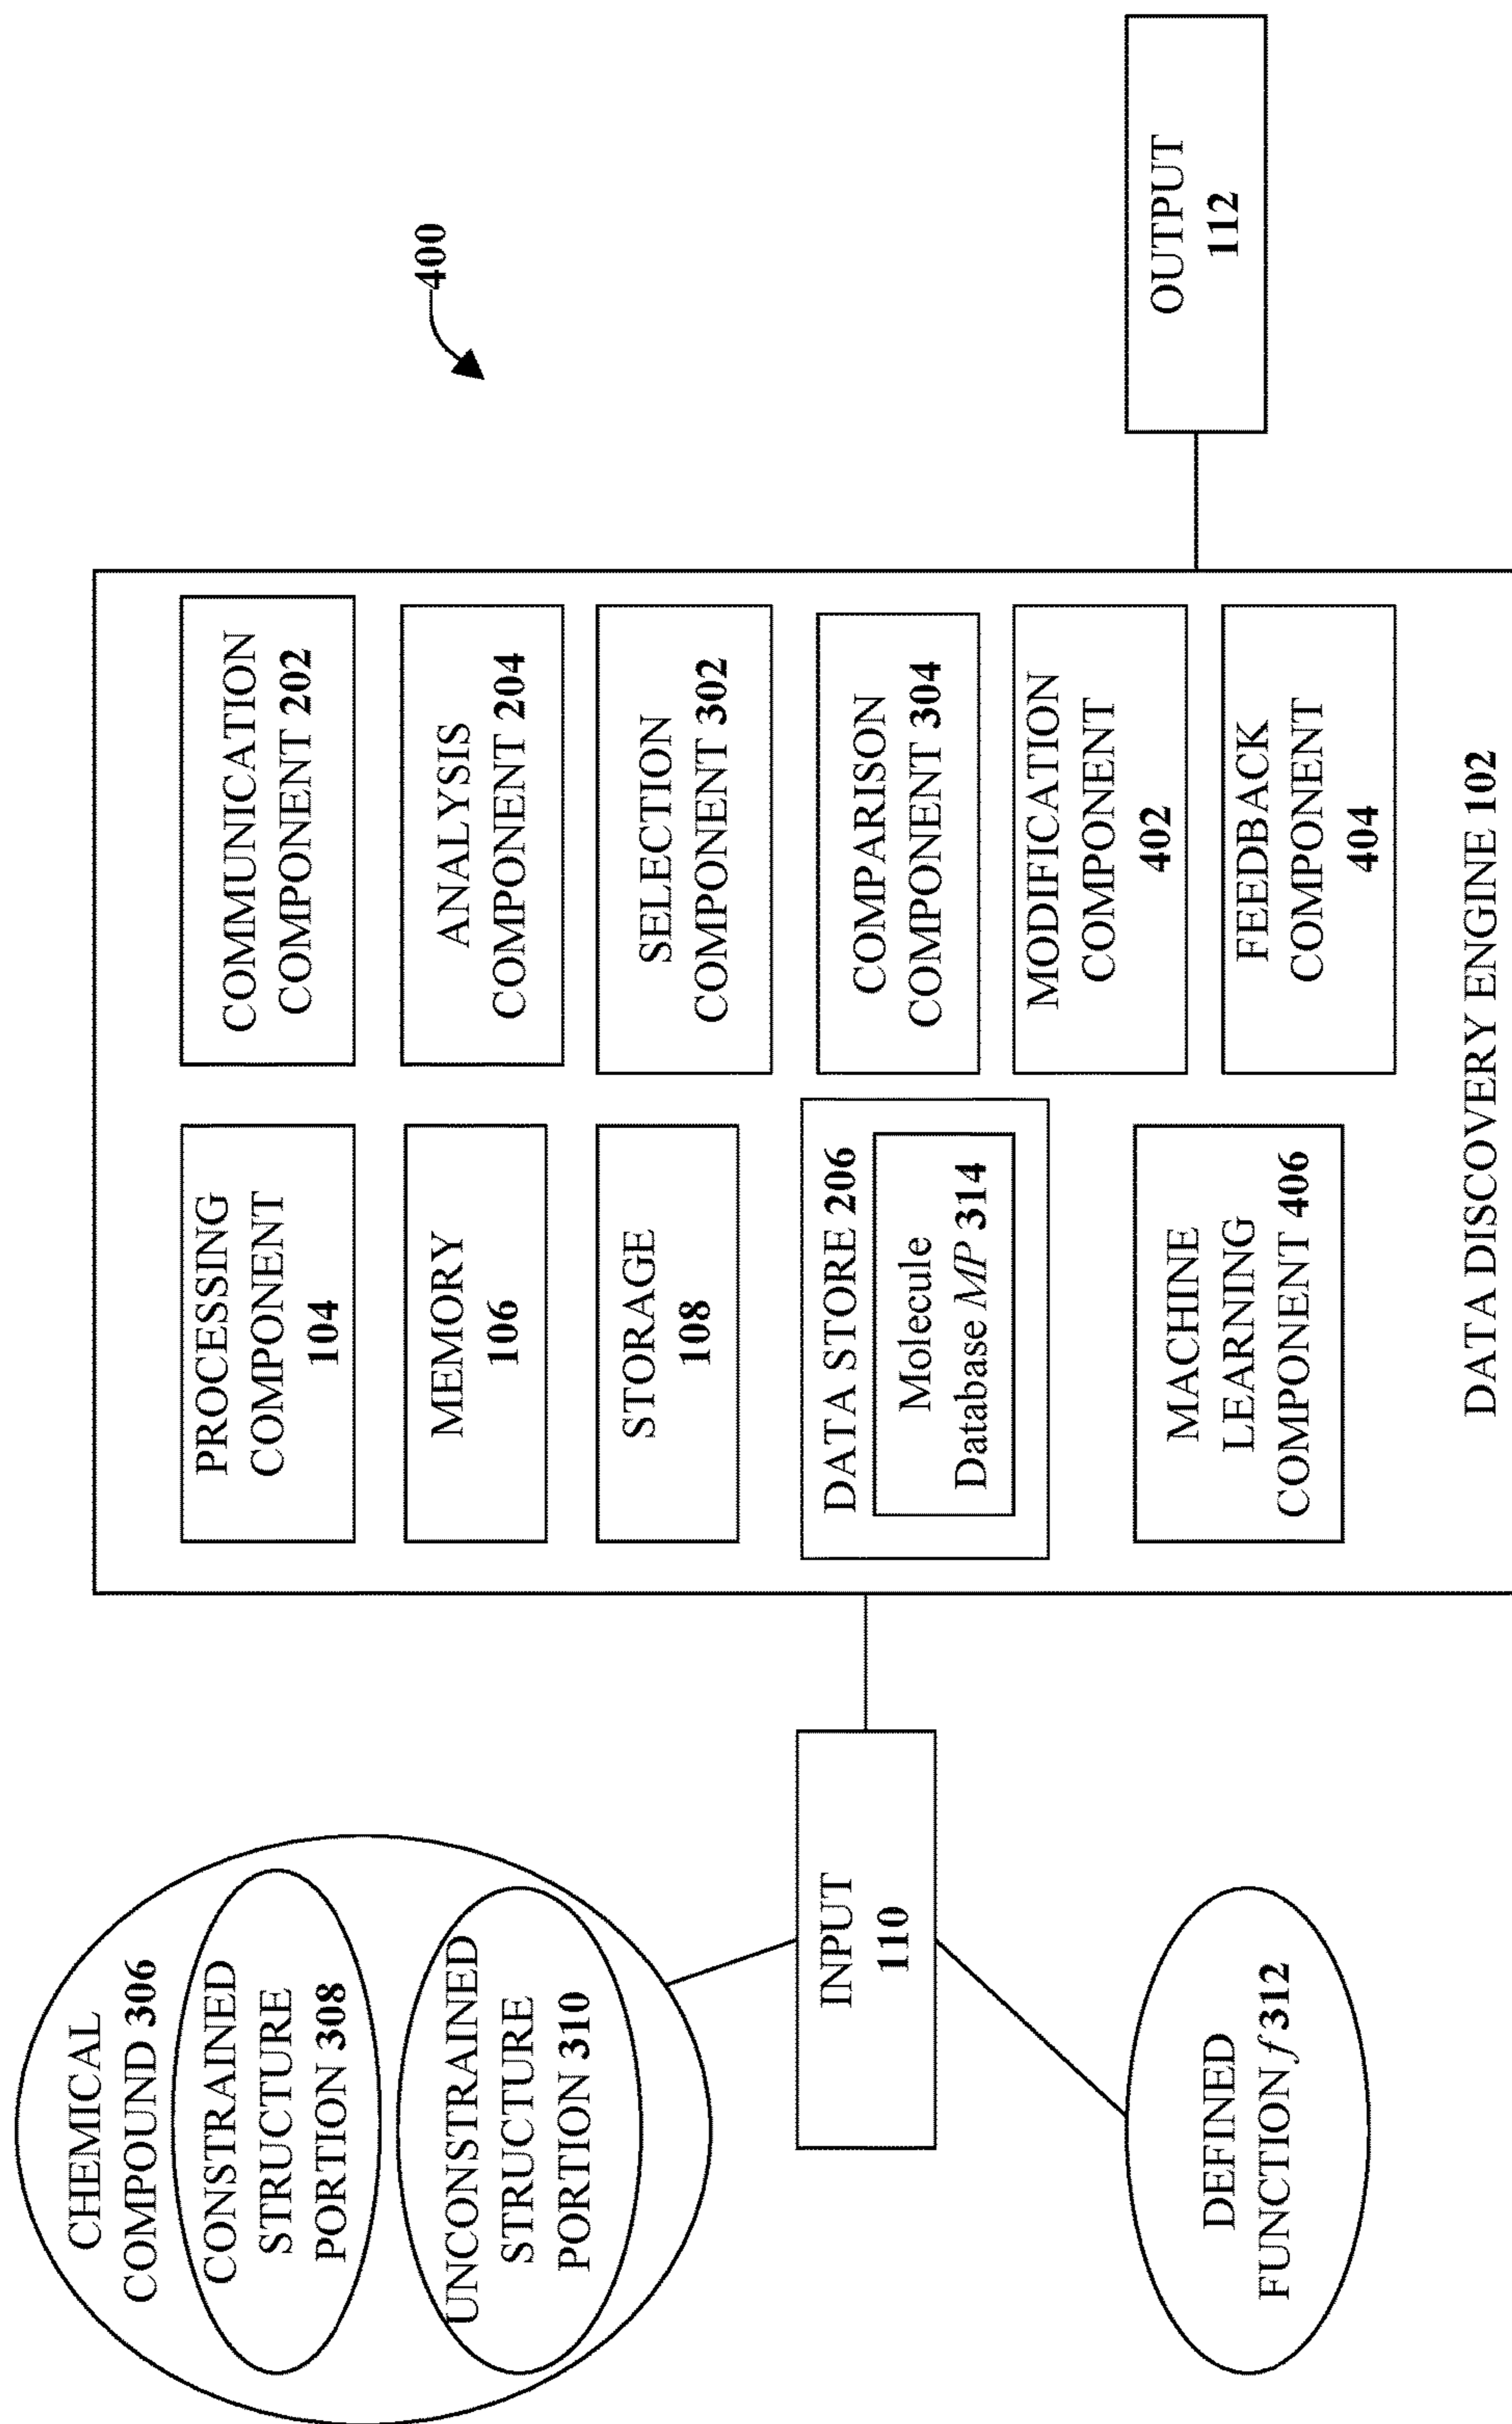 400
CHEMICAL
COMPOUND 306
CONSTRAINED
STRUCTURE
PORTION 308
UNCONSTRAINED
STRUCTURE
PORTION 310
INPUT
110
DEFINED
FUNCTION f 312
PROCESSING
COMPONENT
104
MEMORY
106
STORAGE
108
DATA STORE 206
Molecule
Database MP 314
MACHINE
LEARNING
COMPONENT 406
COMMUNICATION
COMPONENT 202
ANALYSIS
COMPONENT 204
SELECTION
COMPONENT 302
COMPARISON
COMPONENT 304
MODIFICATION
COMPONENT
402
FEEDBACK
COMPONENT
404
DATA DISCOVERY ENGINE 102
OUTPUT
112